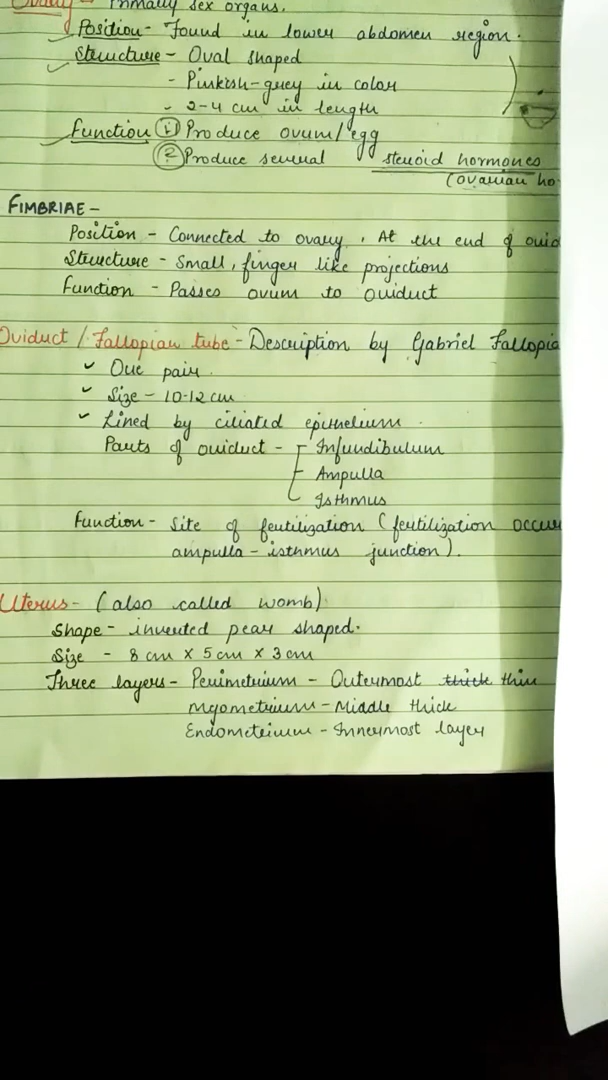 Ovary - Primary sex organs.
Position - Found in lower abdomen region.
Structure - Oval shaped
- Pinkish-grey in color
- 2-4 cm in length
Function ① Produce ovum/egg
② Produce several steroid hormones
(ovarian ho
FIMBRIAE -
Position - Connected to ovary, At the end of ovid
Structure - Small, finger like projections
Function - Passes ovum to oviduct
Oviduct / Fallopian tube - Description by Gabriel Fallopia
✓ One pair.
✓ Size - 10-12 cm
✓ Lined by ciliated epithelium.
Parts of oviduct - Infundibulum
Ampulla
Isthmus
Function - Site of fertilization (fertilization occur
ampulla - isthmus junction).
Uterus - (also called womb)
Shape - inverted pear shaped.
Size - 8 cm × 5 cm × 3 cm
Three layers - Perimetrium - Outermost thick thin
Myometrium - Middle thick
Endometrium - Innermost layer